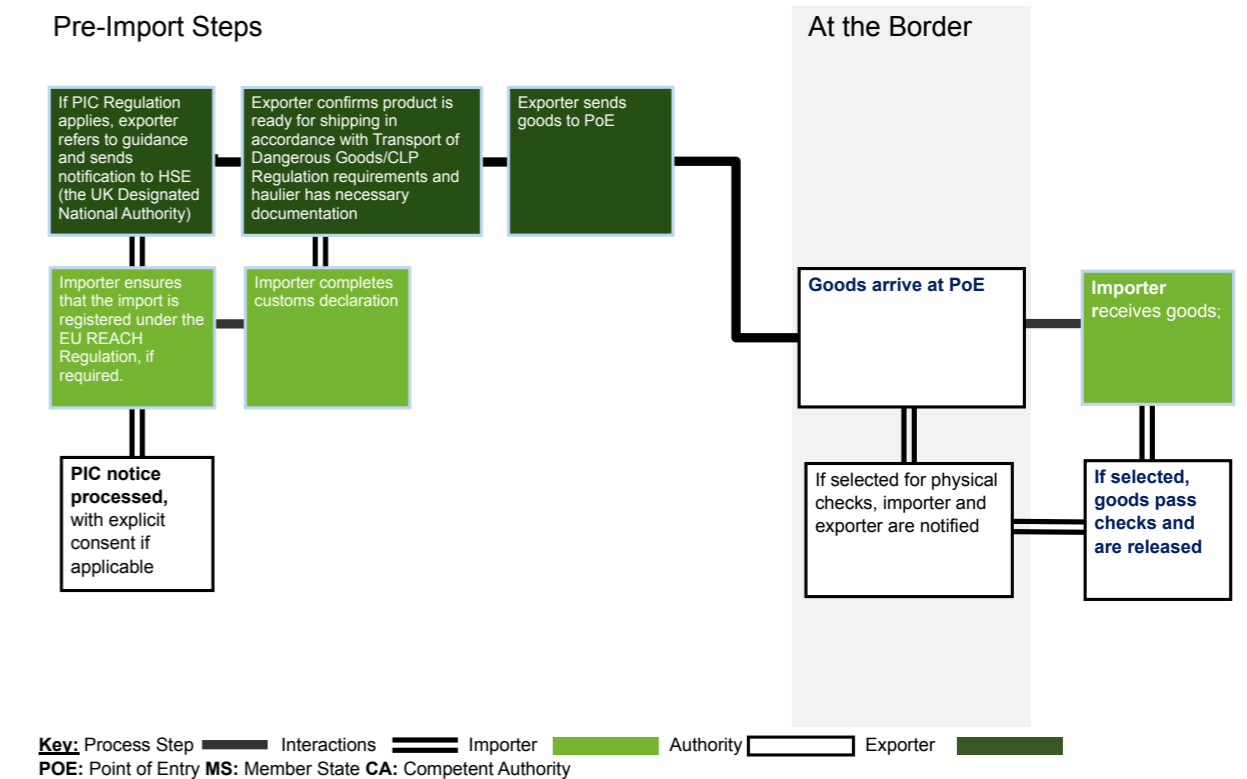 Pre-Import Steps
At the Border
If PIC Regulation
applies, exporter
refers to guidance
and sends
notification to HSE
(the UK Designated
National Authority)
Exporter confirms product is
ready for shipping in
accordance with Transport of
Dangerous Goods/CLP
Regulation requirements and
haulier has necessary
documentation
Exporter sends
goods to PoE
Importer ensures
that the import is
registered under the
EU REACH
Regulation, if
required.
Importer completes
customs declaration
Goods arrive at PoE
Importer
receives goods;
PIC notice
processed,
with explicit
consent if
applicable
If selected for physical
checks, importer and
exporter are notified
If selected,
goods pass
checks and
are released
Key: Process Step Interactions Importer Authority Exporter
POE: Point of Entry MS: Member State CA: Competent Authority